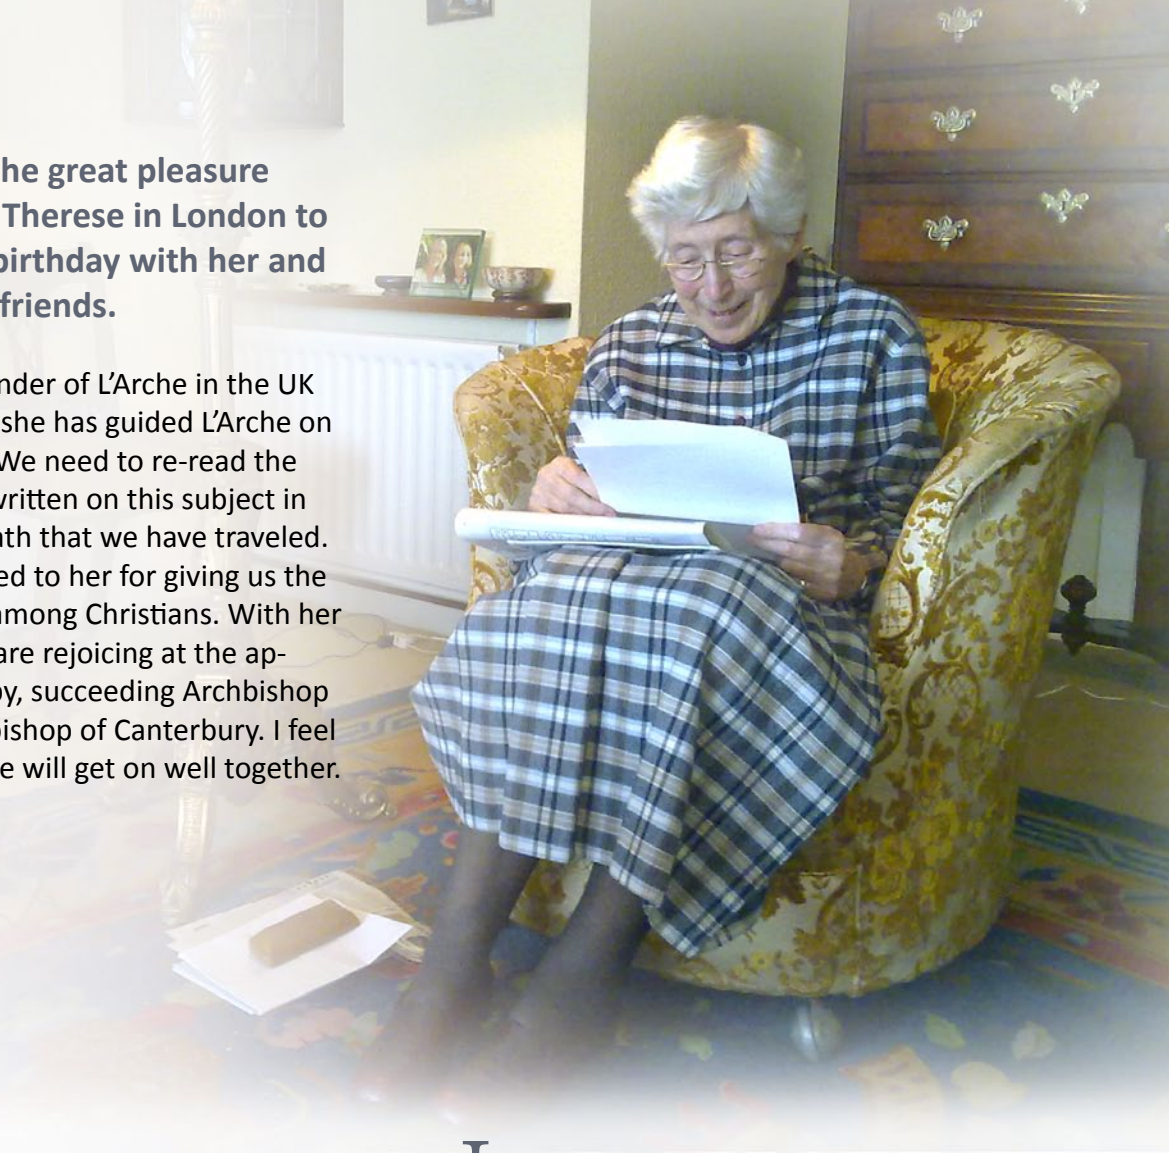 he great pleasure
Therese in London to
birthday with her and
friends.
nder of L’Arche in the UK
she has guided L’Arche on
We need to re-read the
written on this subject in
ath that we have traveled.
ed to her for giving us the
among Christians. With her
are rejoicing at the ap-
by, succeeding Archbishop
bishop of Canterbury. I feel
e will get on well together.